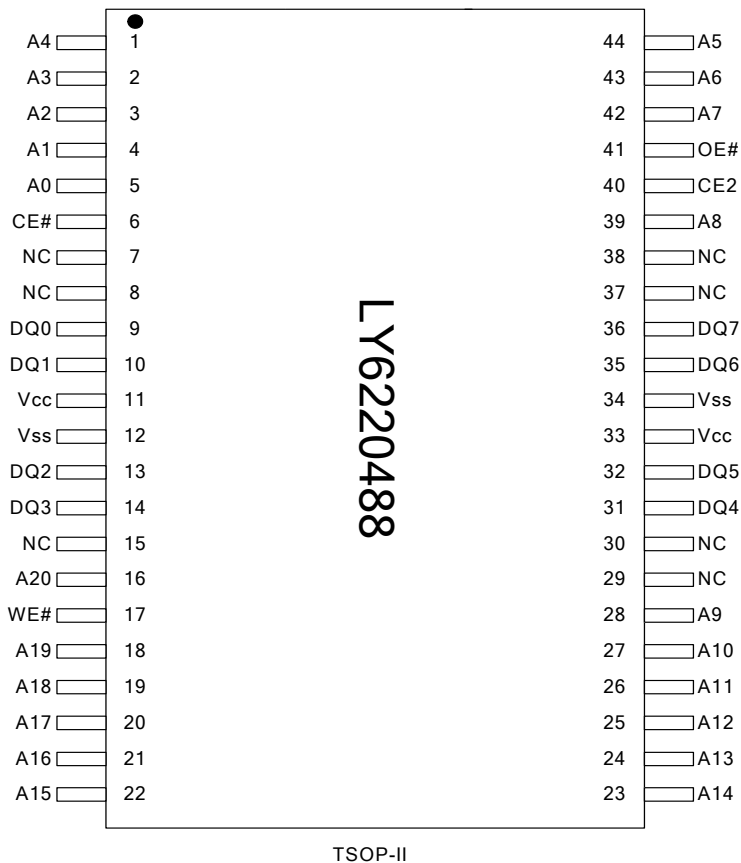 A4 1 44 A5
A3 2 43 A6
A2 3 42 A7
A1 4 41 OE#
A0 5 40 CE2
CE# 6 39 A8
NC 7 38 NC
NC 8 37 NC
DQ0 9 36 DQ7
DQ1 10 35 DQ6
Vcc 11 34 Vss
Vss 12 33 Vcc
DQ2 13 32 DQ5
DQ3 14 31 DQ4
NC 15 30 NC
A20 16 29 NC
WE# 17 28 A9
A19 18 27 A10
A18 19 26 A11
A17 20 25 A12
A16 21 24 A13
A15 22 23 A14
LY6220488
TSOP-II